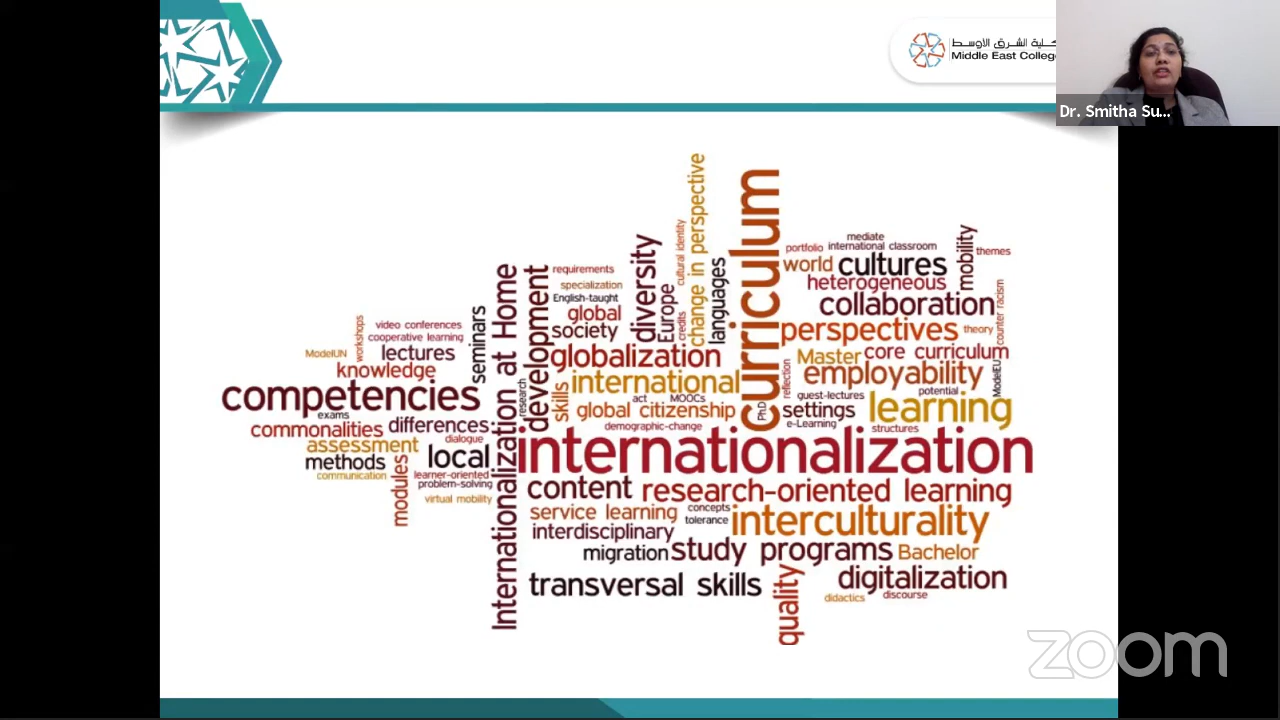 كلية الشرق الأوسط
Middle East College
Dr. Smitha Su...
curriculum
change in perspective
cultural identity
diversity
Europe
credits
languages
mediate
portfolio
international classroom
mobility
themes
world
cultures
heterogeneous
collaboration
counter racism
perspectives
theory
Master
core curriculum
reflection
employability
ModelEU
potential
guest-lectures
PhD
settings
learning
e-Learning
structures
requirements
specialization
English-taught
global
society
development
Internationalization at Home
globalization
international
skills
research
act
MOOCs
global citizenship
demographic-change
seminars
workshops
video conferences
cooperative learning
ModelUN
lectures
knowledge
competencies
exams
commonalities
differences
dialogue
assessment
local
methods
learner-oriented
communication
problem-solving
modules
virtual mobility
internationalization
content
research-oriented learning
service learning
concepts
tolerance
interculturality
interdisciplinary
migration
study programs
Bachelor
transversal skills
quality
digitalization
didactics
discourse
zoom